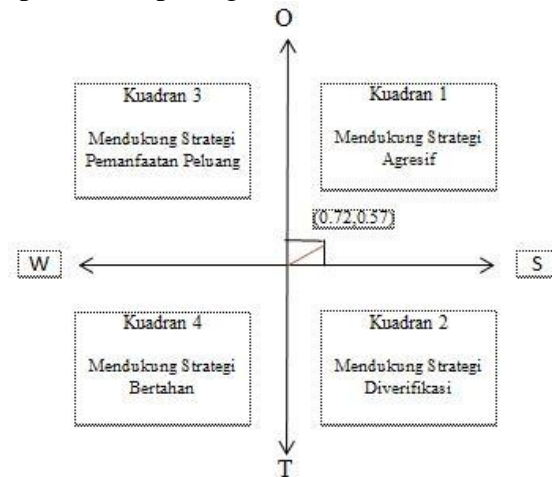 O
Kuadran 3
Mendukung Strategi
Pemanfaatan Peluang
Kuadran 1
Mendukung Strategi
Agresif
(0.72,0.57)
W
S
Kuadran 4
Mendukung Strategi
Bertahan
Kuadran 2
Mendukung Strategi
Diverifikasi
T